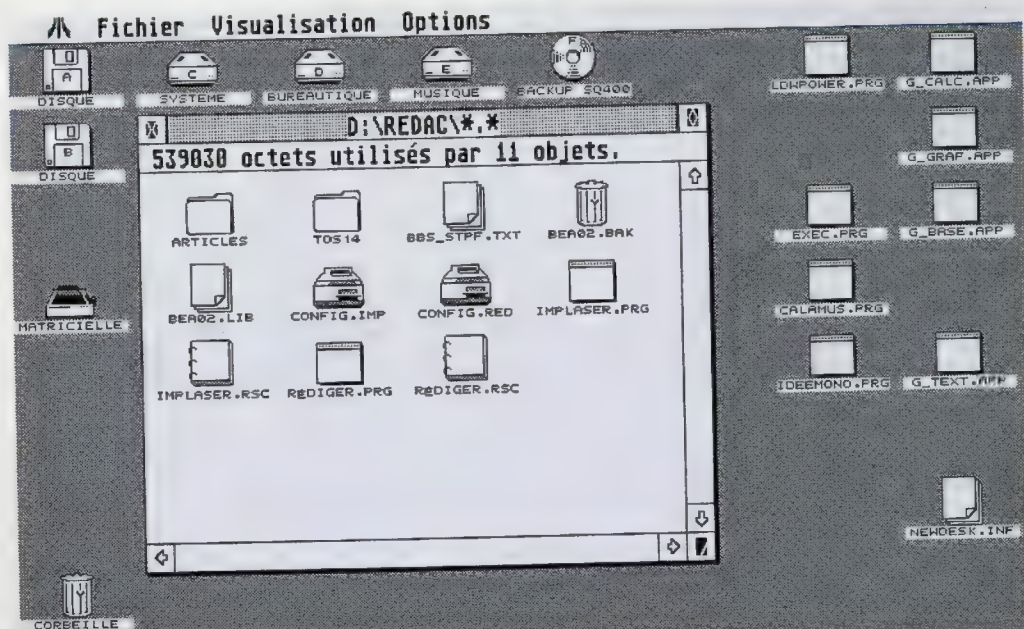 Fichier Visualisation Options
A
DISQUE
C
SYSTEME
D
BUREAUTIQUE
E
MUSIQUE
F
BACKUP SQ400
LDWPOWER.PRG
G_CALC.APP
B
DISQUE
D:\REDAC\*.*
539030 octets utilisés par 11 objets.
G_GRAF.APP
ARTICLES
TOS14
BBS_STPF.TXT
BEA02.BAK
EXEC.PRG
G_BASE.APP
MATRICIELLE
BEA02.LIB
CONFIG.IMP
CONFIG.RED
IMPLASER.PRG
CALAMUS.PRG
IMPLASER.RSC
RéDIGER.PRG
RéDIGER.RSC
IDEEMONO.PRG
G_TEXT.APP
NEWDESK.INF
CORBEILLE